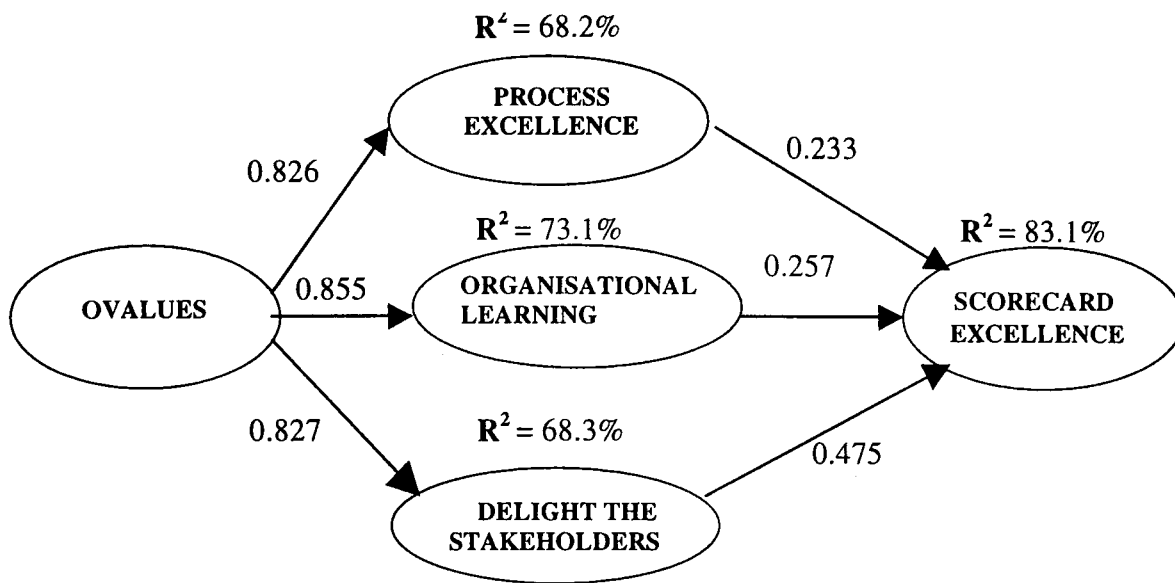 R² = 68.2%
PROCESS
EXCELLENCE
0.826
0.233
R² = 73.1%
R² = 83.1%
0.855
ORGANISATIONAL
LEARNING
0.257
OVALUES
SCORECARD
EXCELLENCE
0.827
R² = 68.3%
0.475
DELIGHT THE
STAKEHOLDERS